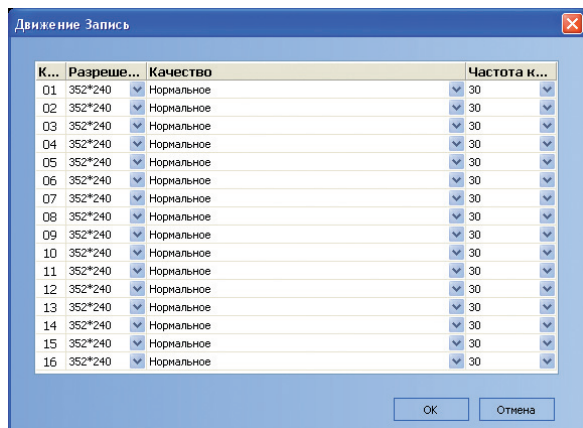 Движение Запись
К... Разреше... Качество Частота к...
01 352*240 Нормальное 30
02 352*240 Нормальное 30
03 352*240 Нормальное 30
04 352*240 Нормальное 30
05 352*240 Нормальное 30
06 352*240 Нормальное 30
07 352*240 Нормальное 30
08 352*240 Нормальное 30
09 352*240 Нормальное 30
10 352*240 Нормальное 30
11 352*240 Нормальное 30
12 352*240 Нормальное 30
13 352*240 Нормальное 30
14 352*240 Нормальное 30
15 352*240 Нормальное 30
16 352*240 Нормальное 30
OK Отмена